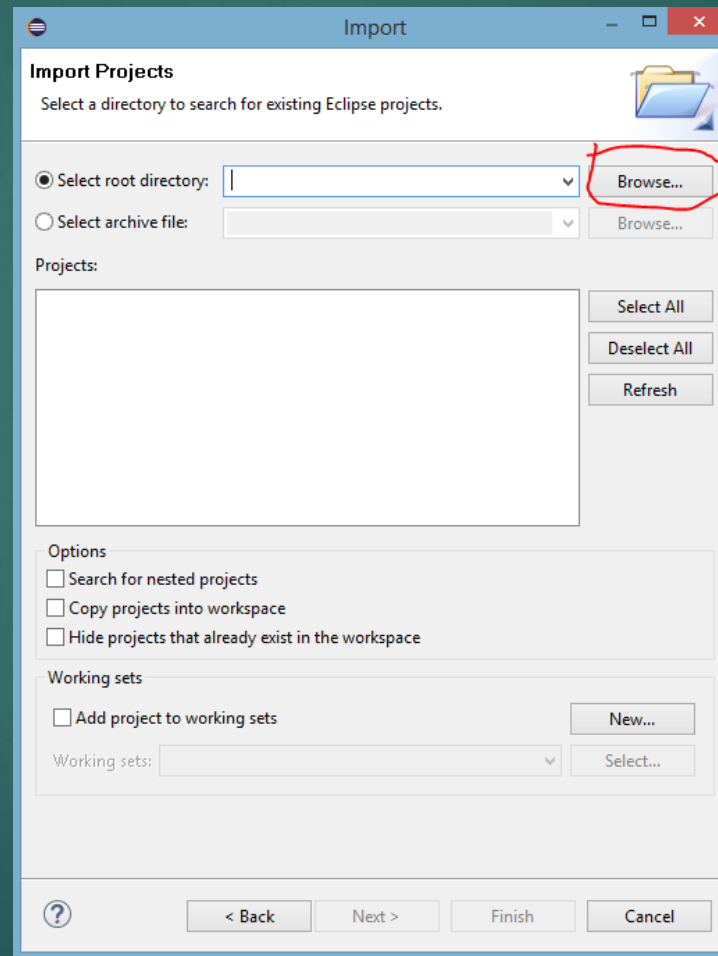 Import
Import Projects
Select a directory to search for existing Eclipse projects.
Select root directory:
Browse...
Select archive file:
Browse...
Projects:
Select All
Deselect All
Refresh
Options
Search for nested projects
Copy projects into workspace
Hide projects that already exist in the workspace
Working sets
Add project to working sets
New...
Working sets:
Select...
?
< Back
Next >
Finish
Cancel